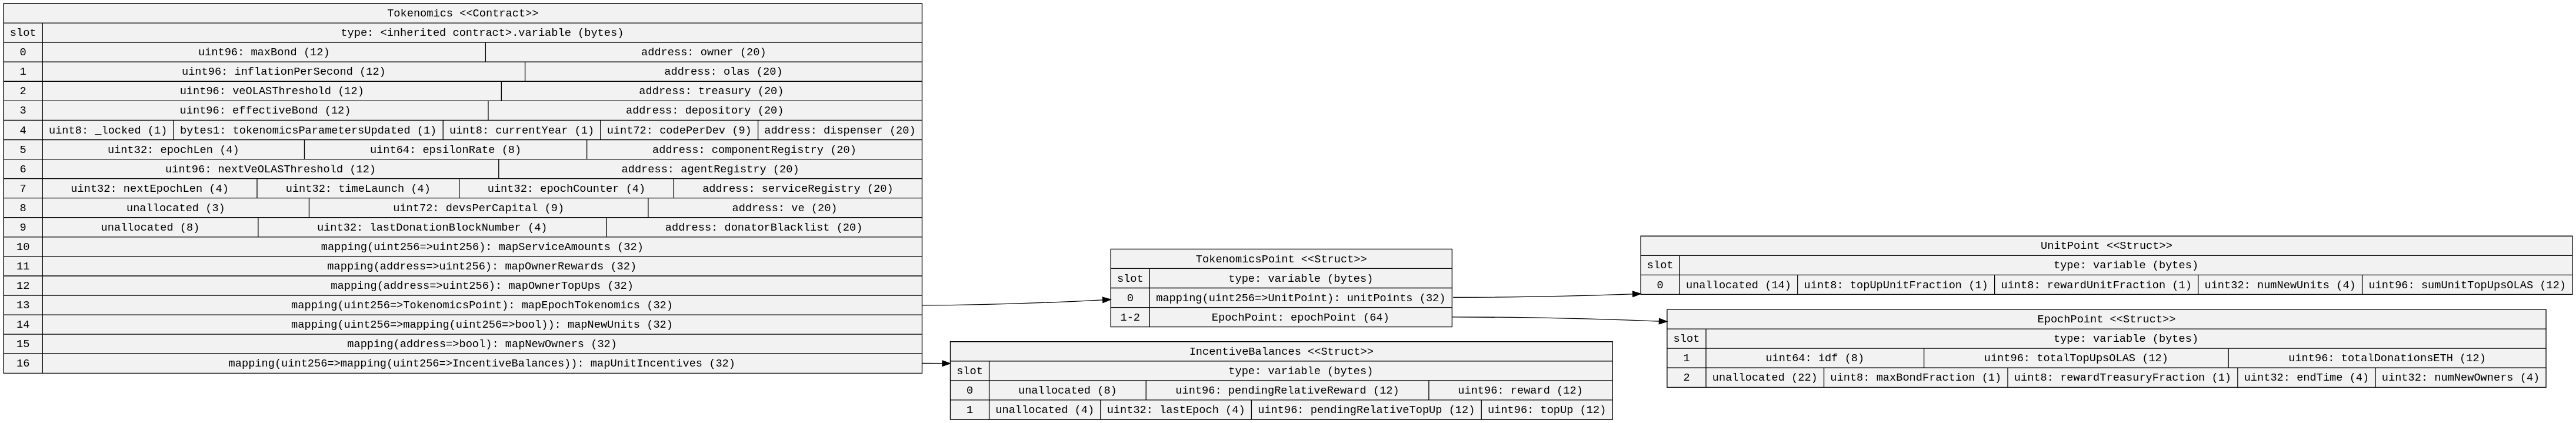 Tokenomics <<Contract>>
slot type: <inherited contract>.variable (bytes)
0 uint96: maxBond (12) address: owner (20)
1 uint96: inflationPerSecond (12) address: olas (20)
2 uint96: veOLASThreshold (12) address: treasury (20)
3 uint96: effectiveBond (12) address: depository (20)
4 uint8: _locked (1) bytes1: tokenomicsParametersUpdated (1) uint8: currentYear (1) uint72: codePerDev (9) address: dispenser (20)
5 uint32: epochLen (4) uint64: epsilonRate (8) address: componentRegistry (20)
6 uint96: nextVeOLASThreshold (12) address: agentRegistry (20)
7 uint32: nextEpochLen (4) uint32: timeLaunch (4) uint32: epochCounter (4) address: serviceRegistry (20)
8 unallocated (3) uint72: devsPerCapital (9) address: ve (20)
9 unallocated (8) uint32: lastDonationBlockNumber (4) address: donatorBlacklist (20)
10 mapping(uint256=>uint256): mapServiceAmounts (32)
11 mapping(address=>uint256): mapOwnerRewards (32)
12 mapping(address=>uint256): mapOwnerTopUps (32)
13 mapping(uint256=>TokenomicsPoint): mapEpochTokenomics (32)
14 mapping(uint256=>mapping(uint256=>bool)): mapNewUnits (32)
15 mapping(address=>bool): mapNewOwners (32)
16 mapping(uint256=>mapping(uint256=>IncentiveBalances)): mapUnitIncentives (32)
TokenomicsPoint <<Struct>>
slot type: variable (bytes)
0 mapping(uint256=>UnitPoint): unitPoints (32)
1-2 EpochPoint: epochPoint (64)
IncentiveBalances <<Struct>>
slot type: variable (bytes)
0 unallocated (8) uint96: pendingRelativeReward (12) uint96: reward (12)
1 unallocated (4) uint32: lastEpoch (4) uint96: pendingRelativeTopUp (12) uint96: topUp (12)
UnitPoint <<Struct>>
slot type: variable (bytes)
0 unallocated (14) uint8: topUpUnitFraction (1) uint8: rewardUnitFraction (1) uint32: numNewUnits (4) uint96: sumUnitTopUpsOLAS (12)
EpochPoint <<Struct>>
slot type: variable (bytes)
1 uint64: idf (8) uint96: totalTopUpsOLAS (12) uint96: totalDonationsETH (12)
2 unallocated (22) uint8: maxBondFraction (1) uint8: rewardTreasuryFraction (1) uint32: endTime (4) uint32: numNewOwners (4)